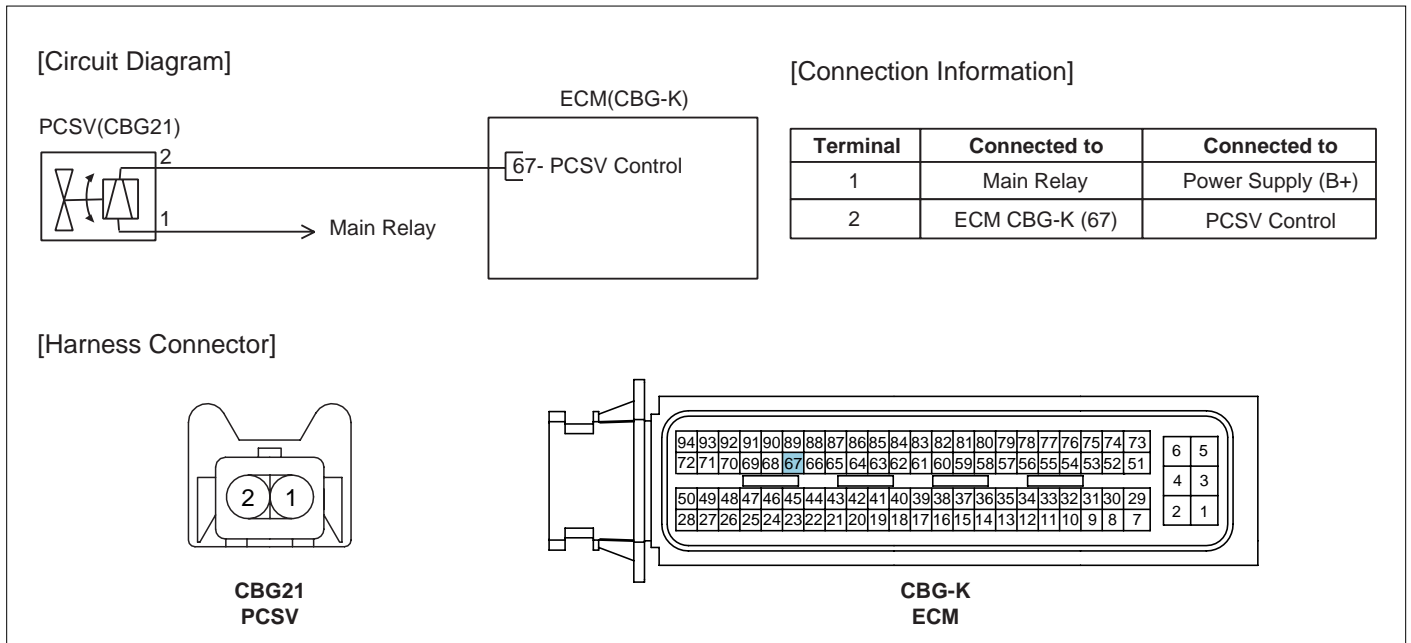 [Circuit Diagram]
PCSV(CBG21)
2
1
Main Relay
ECM(CBG-K)
67- PCSV Control
[Connection Information]
Terminal Connected to Connected to
1 Main Relay Power Supply (B+)
2 ECM CBG-K (67) PCSV Control
[Harness Connector]
2 1
CBG21
PCSV
94 93 92 91 90 89 88 87 86 85 84 83 82 81 80 79 78 77 76 75 74 73
72 71 70 69 68 67 66 65 64 63 62 61 60 59 58 57 56 55 54 53 52 51
50 49 48 47 46 45 44 43 42 41 40 39 38 37 36 35 34 33 32 31 30 29
28 27 26 25 24 23 22 21 20 19 18 17 16 15 14 13 12 11 10 9 8 7
6 5
4 3
2 1
CBG-K
ECM